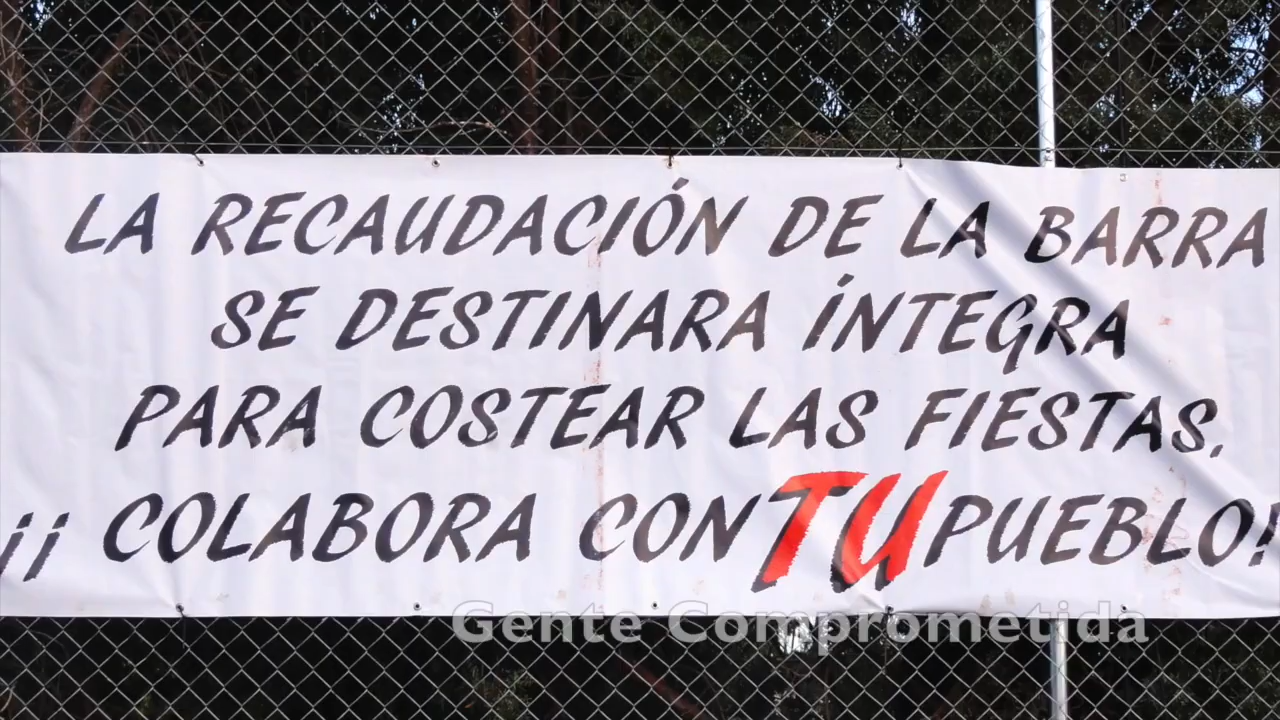 LA RECAUDACIÓN DE LA BARRA
SE DESTINARA ÍNTEGRA
PARA COSTEAR LAS FIESTAS.
¡¡ COLABORA CON TU PUEBLO!
Gente Comprometida